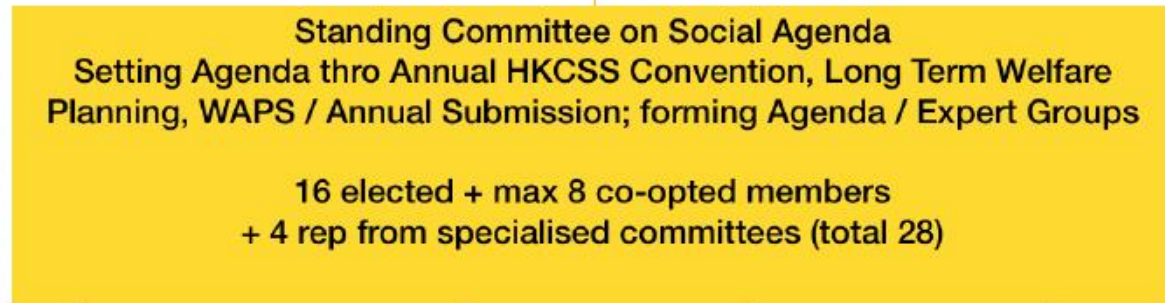 Standing Committee on Social Agenda
Setting Agenda thro Annual HKCSS Convention, Long Term Welfare
Planning, WAPS / Annual Submission; forming Agenda / Expert Groups
16 elected + max 8 co-opted members
+ 4 rep from specialised committees (total 28)